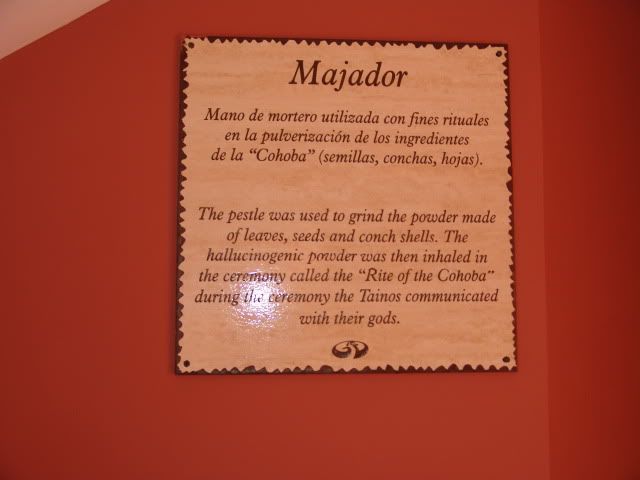 Majador
Mano de mortero utilizada con fines rituales
en la pulverización de los ingredientes
de la “Cohoba” (semillas, conchas, hojas).
The pestle was used to grind the powder made
of leaves, seeds and conch shells. The
hallucinogenic powder was then inhaled in
the ceremony called the “Rite of the Cohoba”
during the ceremony the Tainos communicated
with their gods.